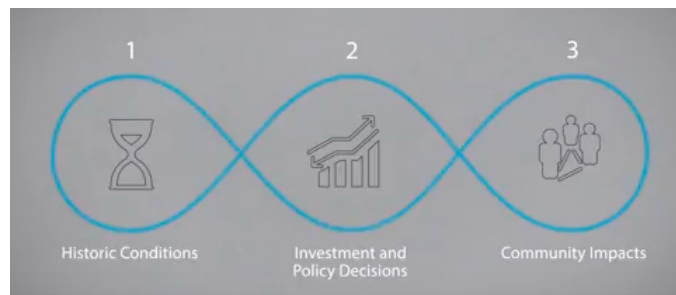 1
2
3
Historic Conditions
Investment and
Policy Decisions
Community Impacts